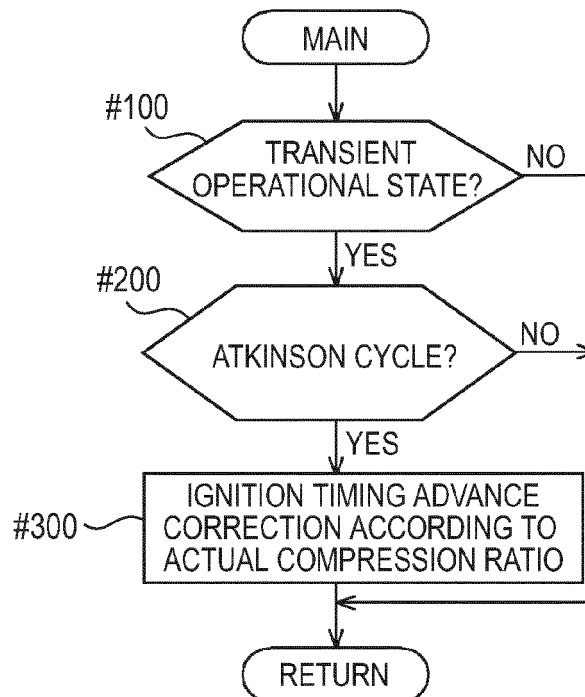 MAIN
#100
TRANSIENT
OPERATIONAL STATE?
NO
YES
#200
ATKINSON CYCLE?
NO
YES
#300
IGNITION TIMING ADVANCE
CORRECTION ACCORDING TO
ACTUAL COMPRESSION RATIO
RETURN